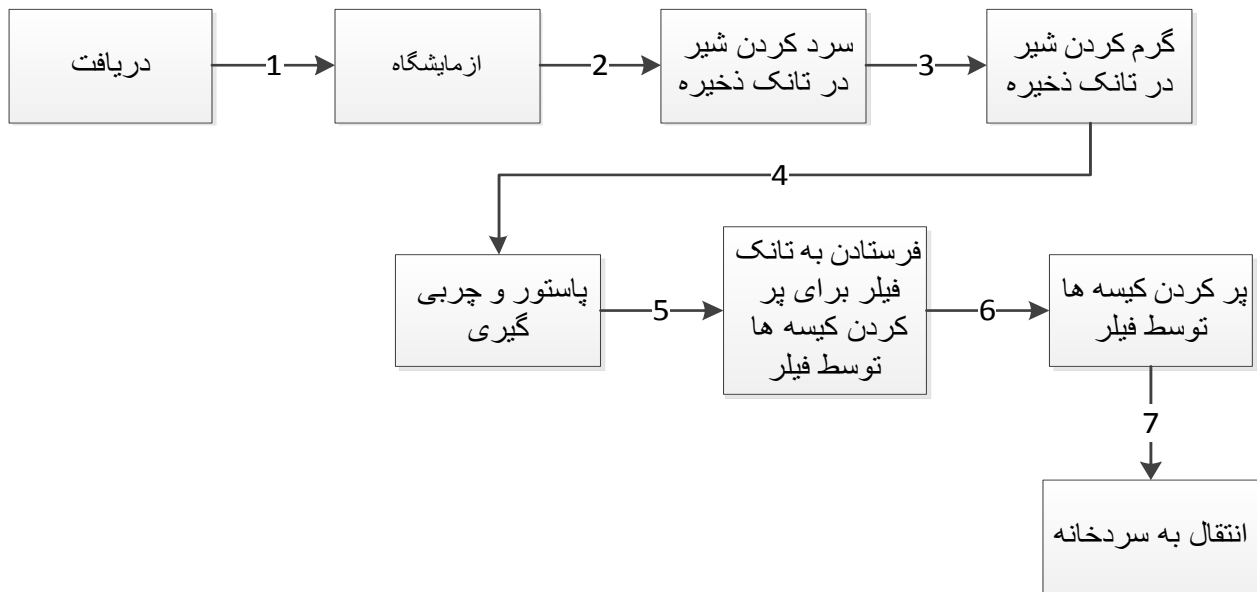 دریافت
1
ازمایشگاه
2
سرد کردن شیر
در تانک ذخیره
3
گرم کردن شیر
در تانک ذخیره
4
پاستور و چربی
گیری
5
فرستادن به تانک
فیلر برای پر
کردن کیسه ها
توسط فیلر
6
پر کردن کیسه ها
توسط فیلر
7
انتقال به سردخانه